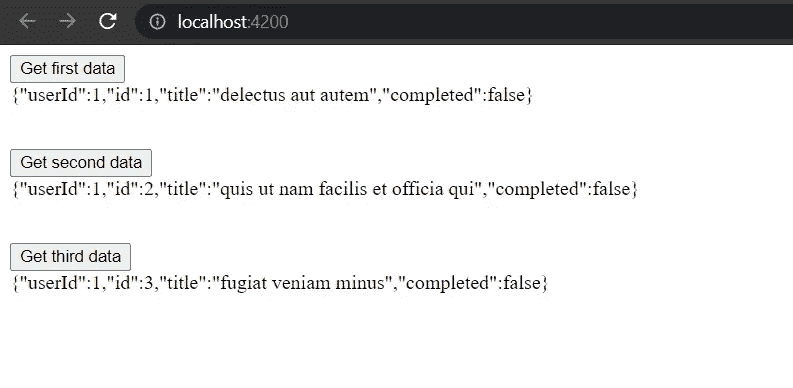 localhost:4200
Get first data
{"userId":1,"id":1,"title":"delectus aut autem","completed":false}
Get second data
{"userId":1,"id":2,"title":"quis ut nam facilis et officia qui","completed":false}
Get third data
{"userId":1,"id":3,"title":"fugiat veniam minus","completed":false}